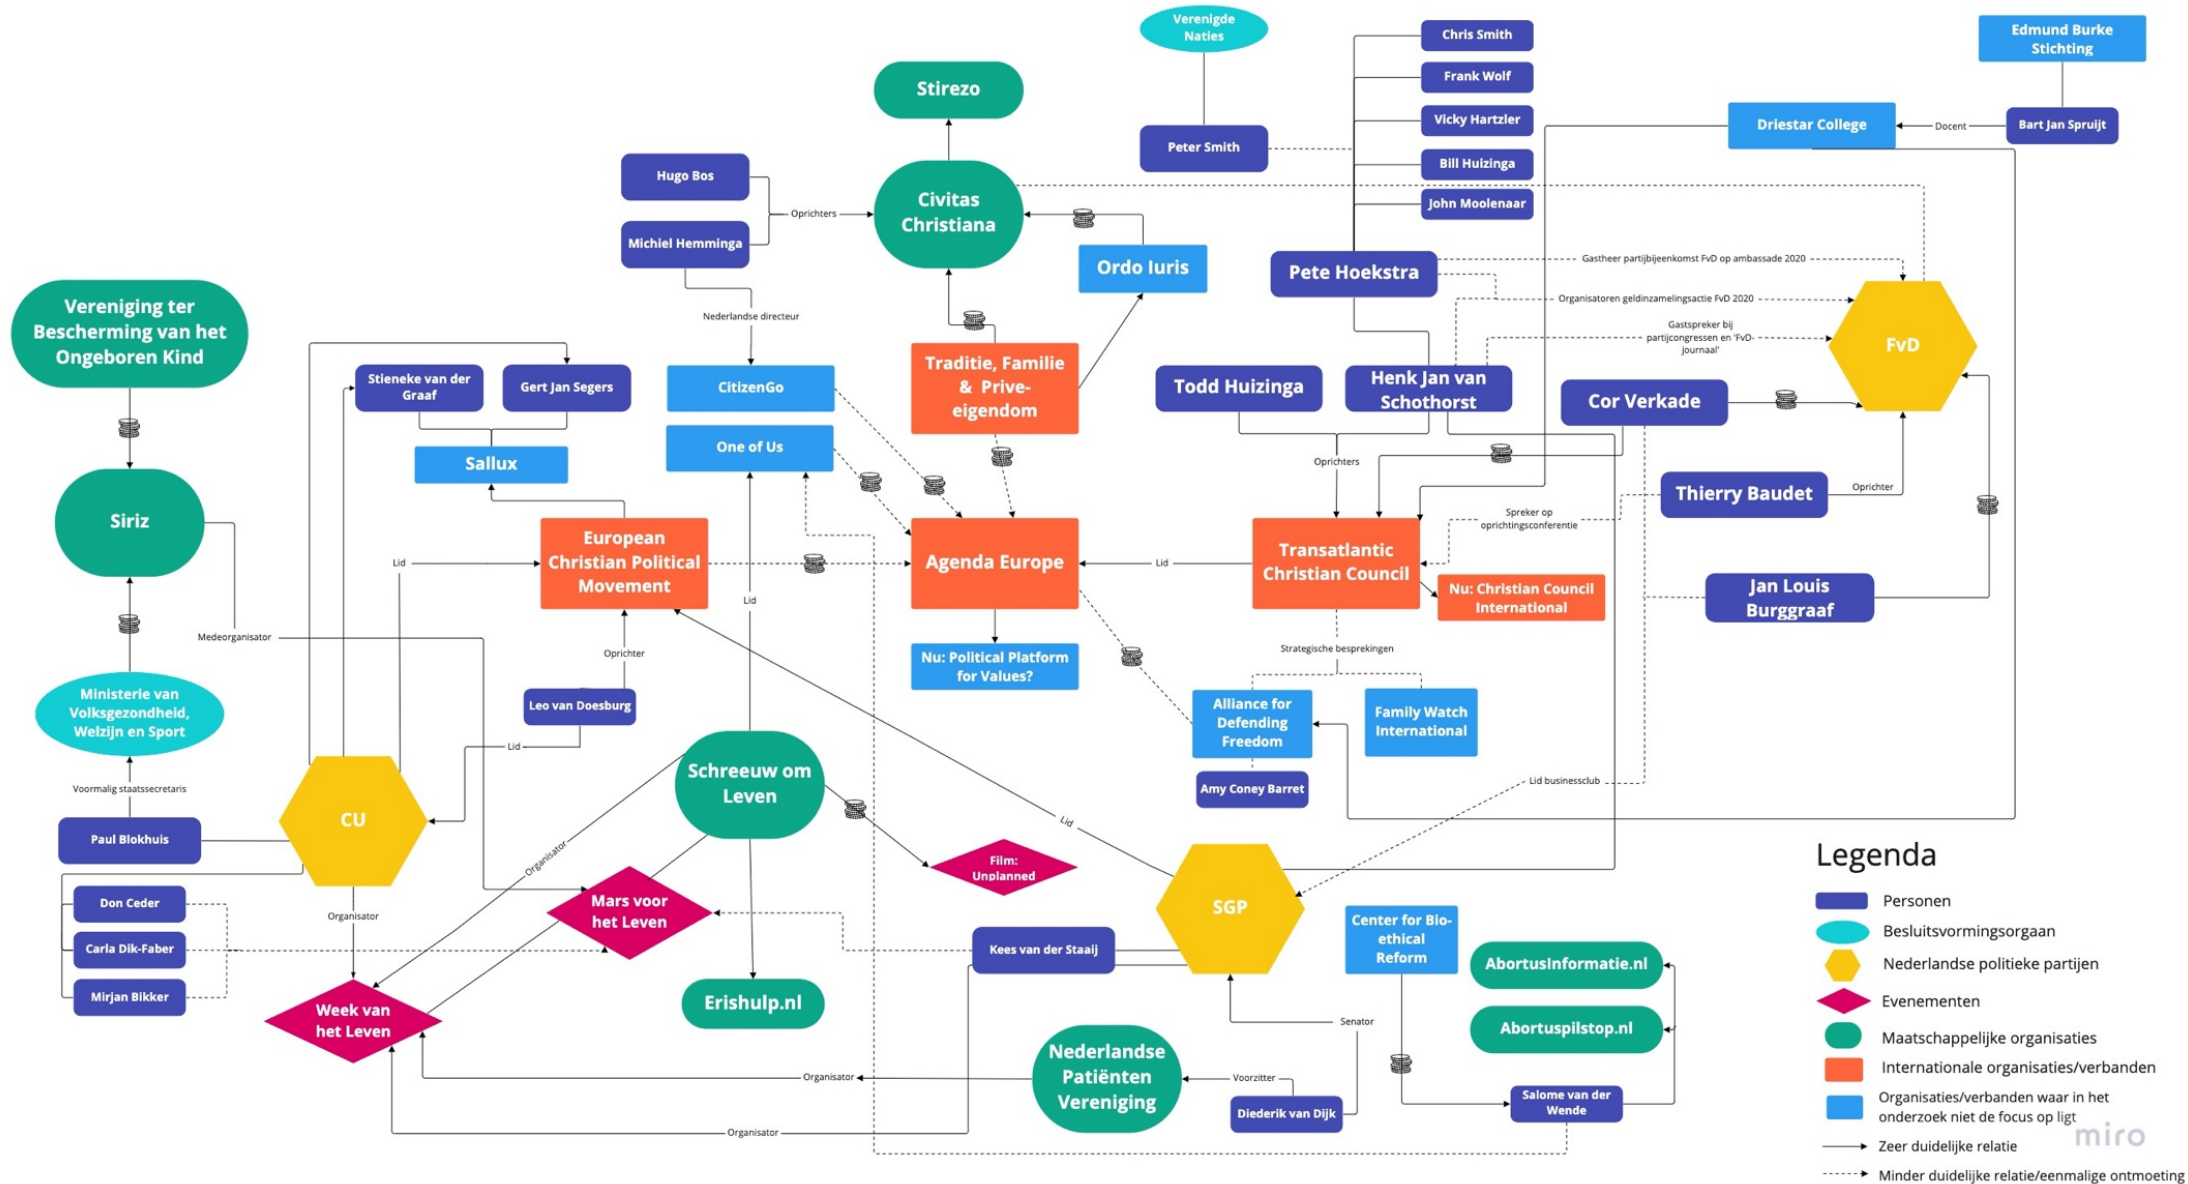 Verenigde
Naties
Chris Smith
Edmund Burke
Stichting
Frank Wolf
Stirezo
Vicky Hartzler
Driestar College
Docent
Bart Jan Spruijt
Peter Smith
Bill Huizinga
Hugo Bos
John Moolenaar
Civitas
Christiana
Oprichters
Michiel Hemminga
Ordo Iuris
Pete Hoekstra
Gastheer partijbijeenkomst FvD op ambassade 2020
Organisatoren geldinzamelingsactie FvD 2020
Vereniging ter
Bescherming van het
Ongeboren Kind
Nederlandse directeur
Gastspreker bij
partijcongressen en 'FvD-
journaal'
FvD
Traditie, Familie
& Prive-
eigendom
Stieneke van der
Graaf
Gert Jan Segers
CitizenGo
Todd Huizinga
Henk Jan van
Schothorst
Cor Verkade
One of Us
Sallux
Oprichters
Thierry Baudet
Oprichter
Siriz
Spreker op
oprichtingsconferentie
European
Christian Political
Movement
Lid
Agenda Europe
Lid
Transatlantic
Christian Council
Nu: Christian Council
International
Jan Louis
Burggraaf
Lid
Medeorganisator
Oprichter
Strategische besprekingen
Nu: Political Platform
for Values?
Ministerie van
Volksgezondheid,
Welzijn en Sport
Leo van Doesburg
Alliance for
Defending
Freedom
Family Watch
International
Lid
Schreeuw om
Leven
Lid businessclub
Voormalig staatssecretaris
Amy Coney Barret
CU
Lid
Paul Blokhuis
Organisator
Film:
Unplanned
Legenda
Don Ceder
Organisator
Mars voor
het Leven
SGP
Center for Bio-
ethical
Reform
Personen
Besluitsvormingsorgaan
Carla Dik-Faber
Kees van der Staaij
AbortusInformatie.nl
Nederlandse politieke partijen
Mirjan Bikker
Erishulp.nl
Evenementen
Week van
het Leven
Senator
Abortuspilstop.nl
Maatschappelijke organisaties
Nederlandse
Patiënten
Vereniging
Organisator
Voorzitter
Internationale organisaties/verbanden
Diederik van Dijk
Salome van der
Wende
Organisaties/verbanden waar in het
onderzoek niet de focus op ligt
Organisator
miro
Zeer duidelijke relatie
Minder duidelijke relatie/eenmalige ontmoeting